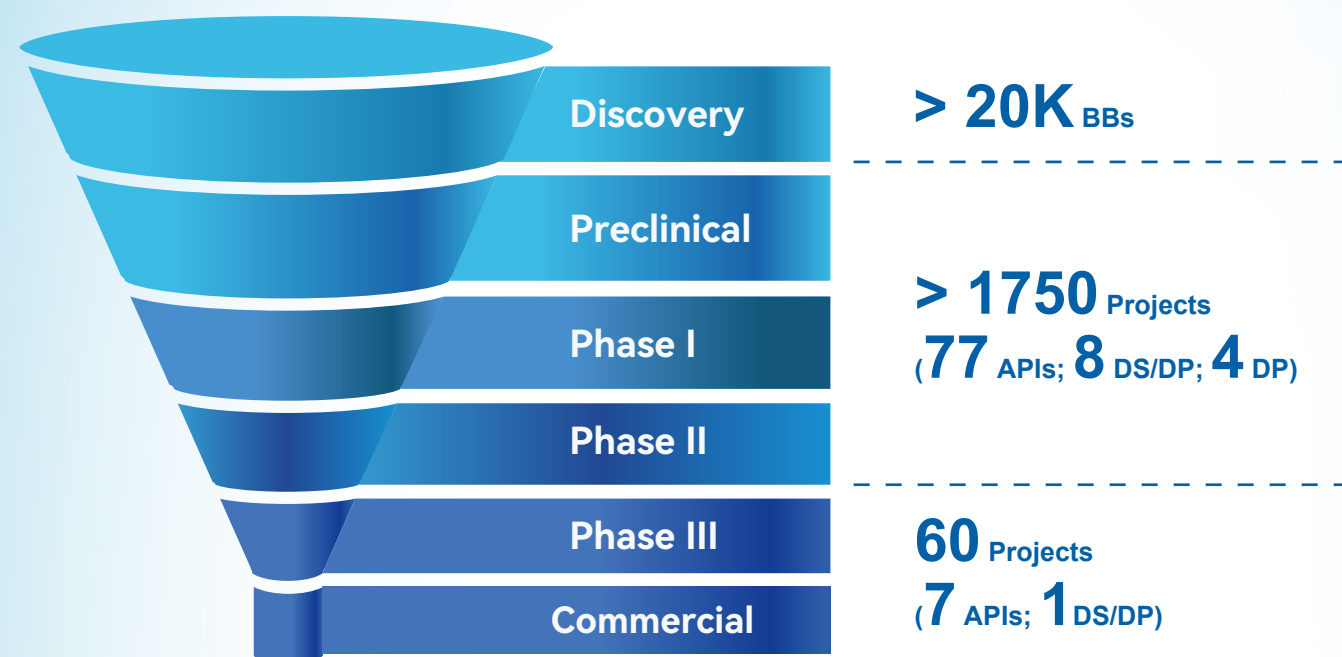 Discovery
> 20K BBs
Preclinical
> 1750 Projects
Phase I
(77 APIs; 8 DS/DP; 4 DP)
Phase II
Phase III
60 Projects
Commercial
(7 APIs; 1 DS/DP)